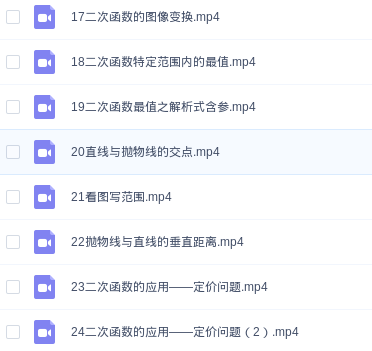 17二次函数的图像变换.mp4
18二次函数特定范围内的最值.mp4
19二次函数最值之解析式含参.mp4
20直线与抛物线的交点.mp4
21看图写范围.mp4
22抛物线与直线的垂直距离.mp4
23二次函数的应用——定价问题.mp4
24二次函数的应用——定价问题（2）.mp4